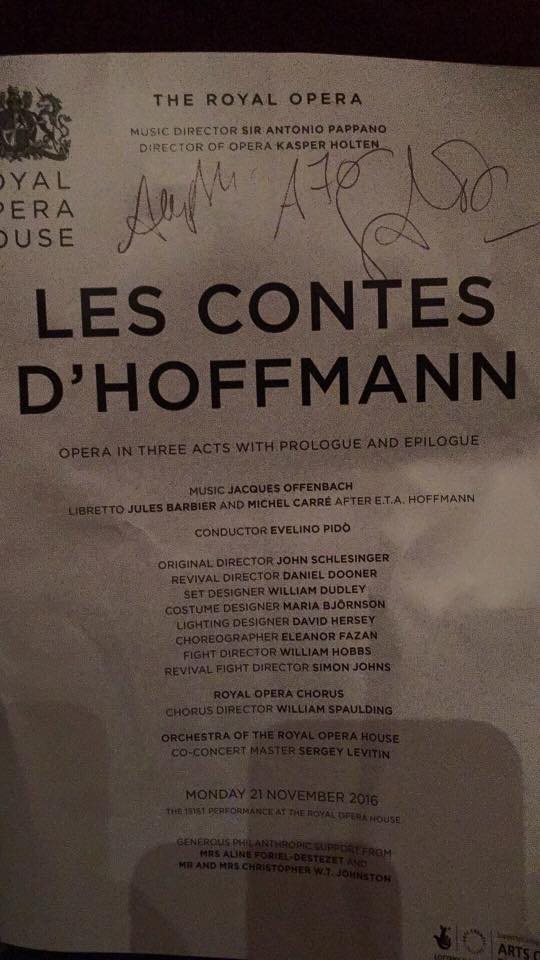 THE ROYAL OPERA
MUSIC DIRECTOR SIR ANTONIO PAPPANO
DIRECTOR OF OPERA KASPER HOLTEN
OYAL
PERA
OUSE
LES CONTES
D'HOFFMANN
OPERA IN THREE ACTS WITH PROLOGUE AND EPILOGUE
MUSIC JACQUES OFFENBACH
LIBRETTO JULES BARBIER AND MICHEL CARRÉ AFTER E.T.A. HOFFMANN
CONDUCTOR EVELINO PIDÒ
ORIGINAL DIRECTOR JOHN SCHLESINGER
REVIVAL DIRECTOR DANIEL DOONER
SET DESIGNER WILLIAM DUDLEY
COSTUME DESIGNER MARIA BJÖRNSON
LIGHTING DESIGNER DAVID HERSEY
CHOREOGRAPHER ELEANOR FAZAN
FIGHT DIRECTOR WILLIAM HOBBS
REVIVAL FIGHT DIRECTOR SIMON JOHNS
ROYAL OPERA CHORUS
CHORUS DIRECTOR WILLIAM SPAULDING
ORCHESTRA OF THE ROYAL OPERA HOUSE
CO-CONCERT MASTER SERGEY LEVITIN
MONDAY 21 NOVEMBER 2016
THE 191ST PERFORMANCE AT THE ROYAL OPERA HOUSE
GENEROUS PHILANTHROPIC SUPPORT FROM
MRS ALINE FORIEL-DESTEZET AND
MR AND MRS CHRISTOPHER W.T. JOHNSTON
ARTS